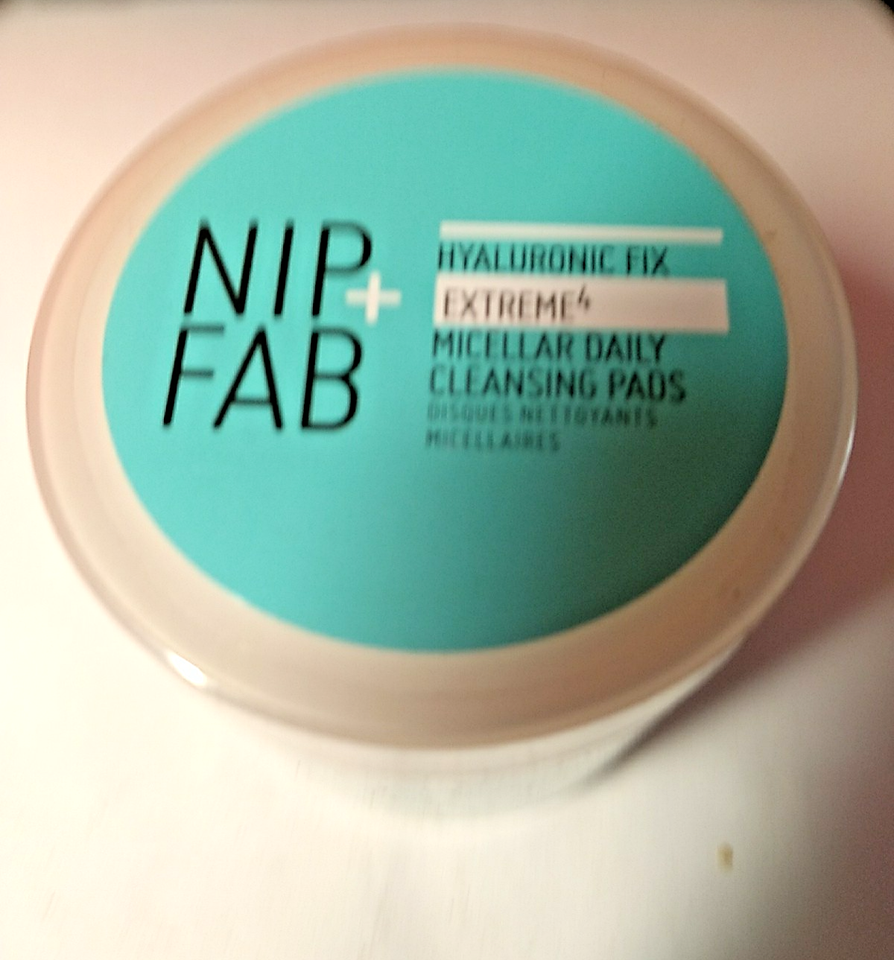 NIP+
FAB
HYALURONIC FIX
EXTREME⁴
MICELLAR DAILY
CLEANSING PADS
DISQUES NETTOYANTS
MICELLAIRES